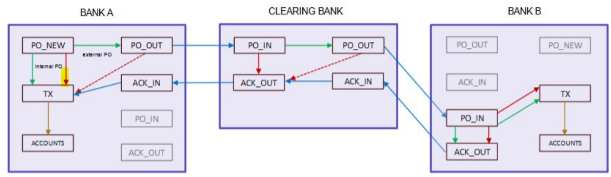 BANK A
CLEARING BANK
BANK B
PO_NEW
external PO
PO_OUT
internal PO
TX
ACK_IN
PO_IN
ACCOUNTS
ACK_OUT
PO_IN
PO_OUT
ACK_OUT
ACK_IN
PO_OUT
PO_NEW
ACK_IN
TX
PO_IN
ACCOUNTS
ACK_OUT